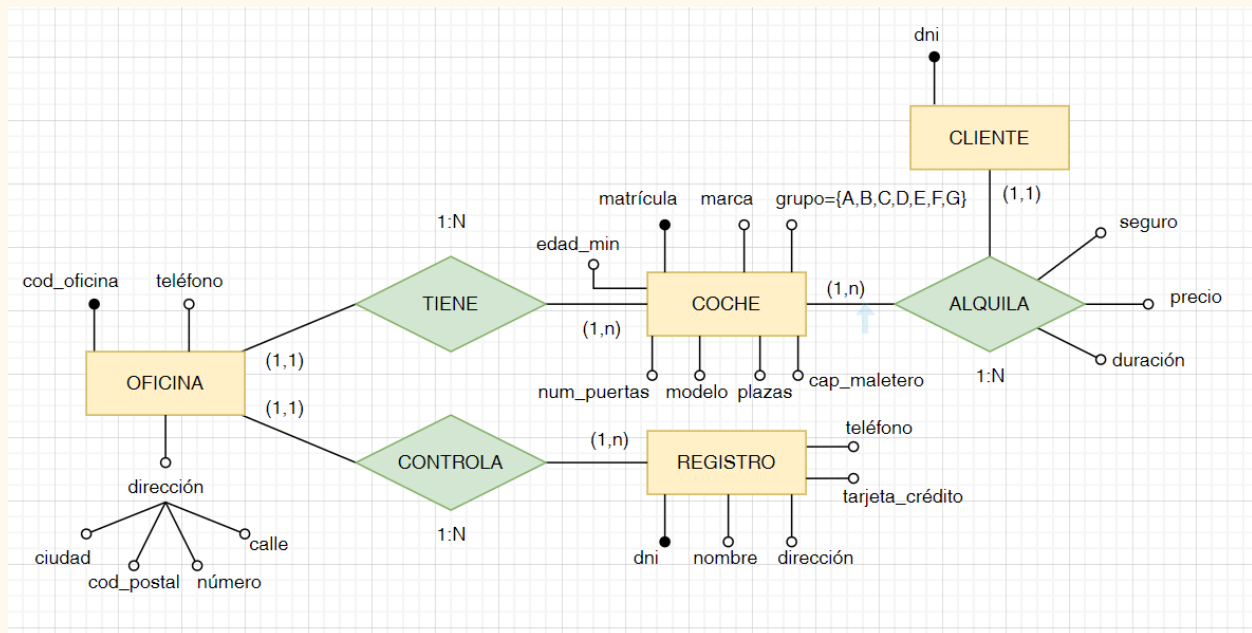 dni
CLIENTE
(1,1)
matrícula
marca
grupo={A,B,C,D,E,F,G}
1:N
seguro
edad_min
cod_oficina
teléfono
TIENE
COCHE
(1,n)
ALQUILA
precio
(1,n)
(1,1)
duración
OFICINA
1:N
num_puertas
modelo
plazas
cap_maletero
(1,1)
teléfono
(1,n)
CONTROLA
REGISTRO
dirección
tarjeta_crédito
1:N
calle
ciudad
dni
nombre
dirección
cod_postal
número